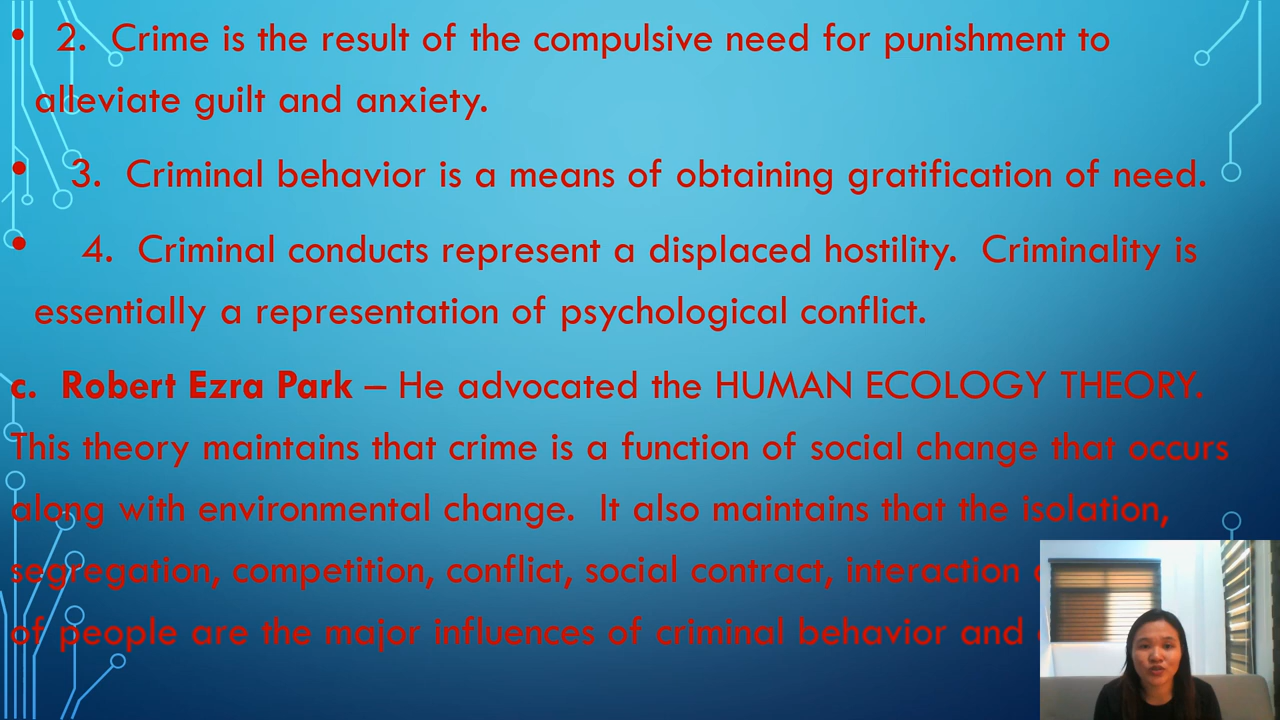 • 2. Crime is the result of the compulsive need for punishment to
alleviate guilt and anxiety.
• 3. Criminal behavior is a means of obtaining gratification of need.
• 4. Criminal conducts represent a displaced hostility. Criminality is
essentially a representation of psychological conflict.
c. Robert Ezra Park – He advocated the HUMAN ECOLOGY THEORY.
This theory maintains that crime is a function of social change that occurs
along with environmental change. It also maintains that the isolation,
segregation, competition, conflict, social contract, interaction
of people are the major influences of criminal behavior and